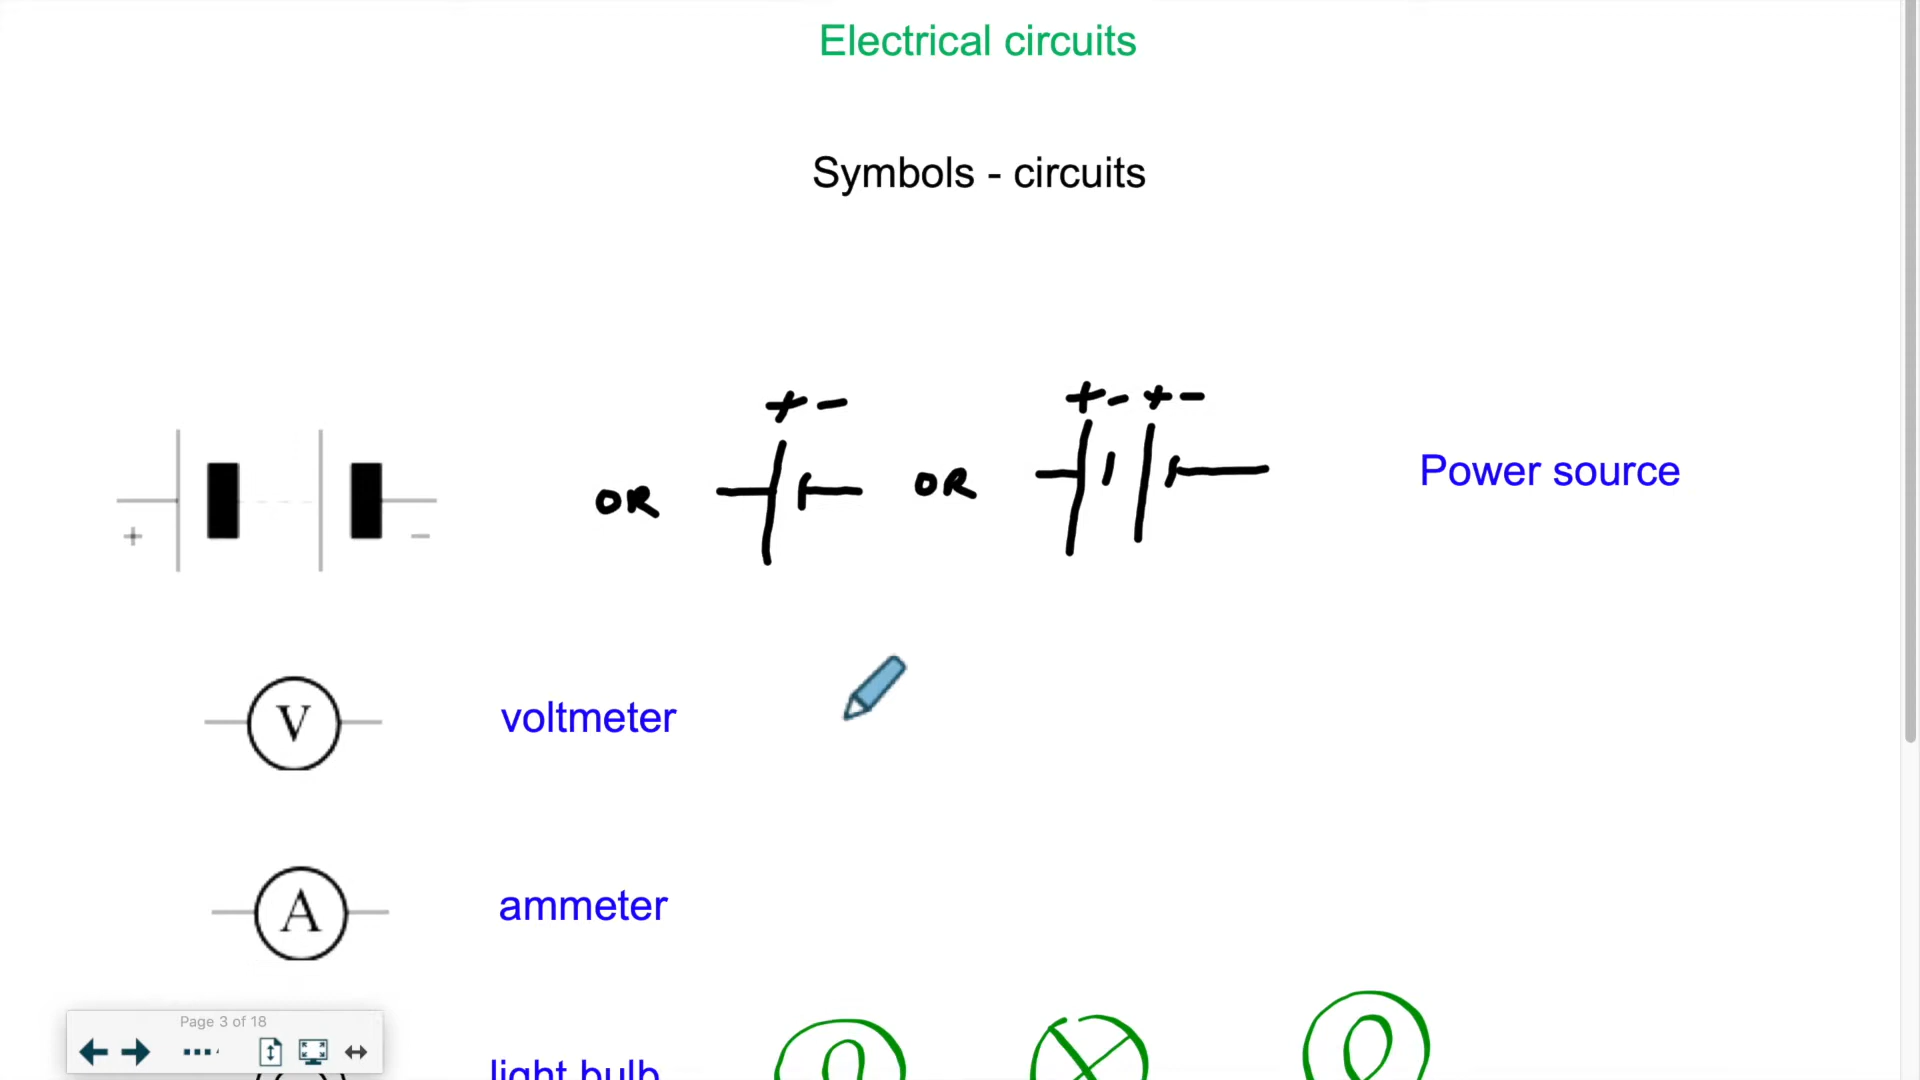 Electrical circuits
Symbols - circuits
+ - + - + -
OR OR Power source
+ -
V voltmeter
A ammeter
Page 3 of 18
light bulb